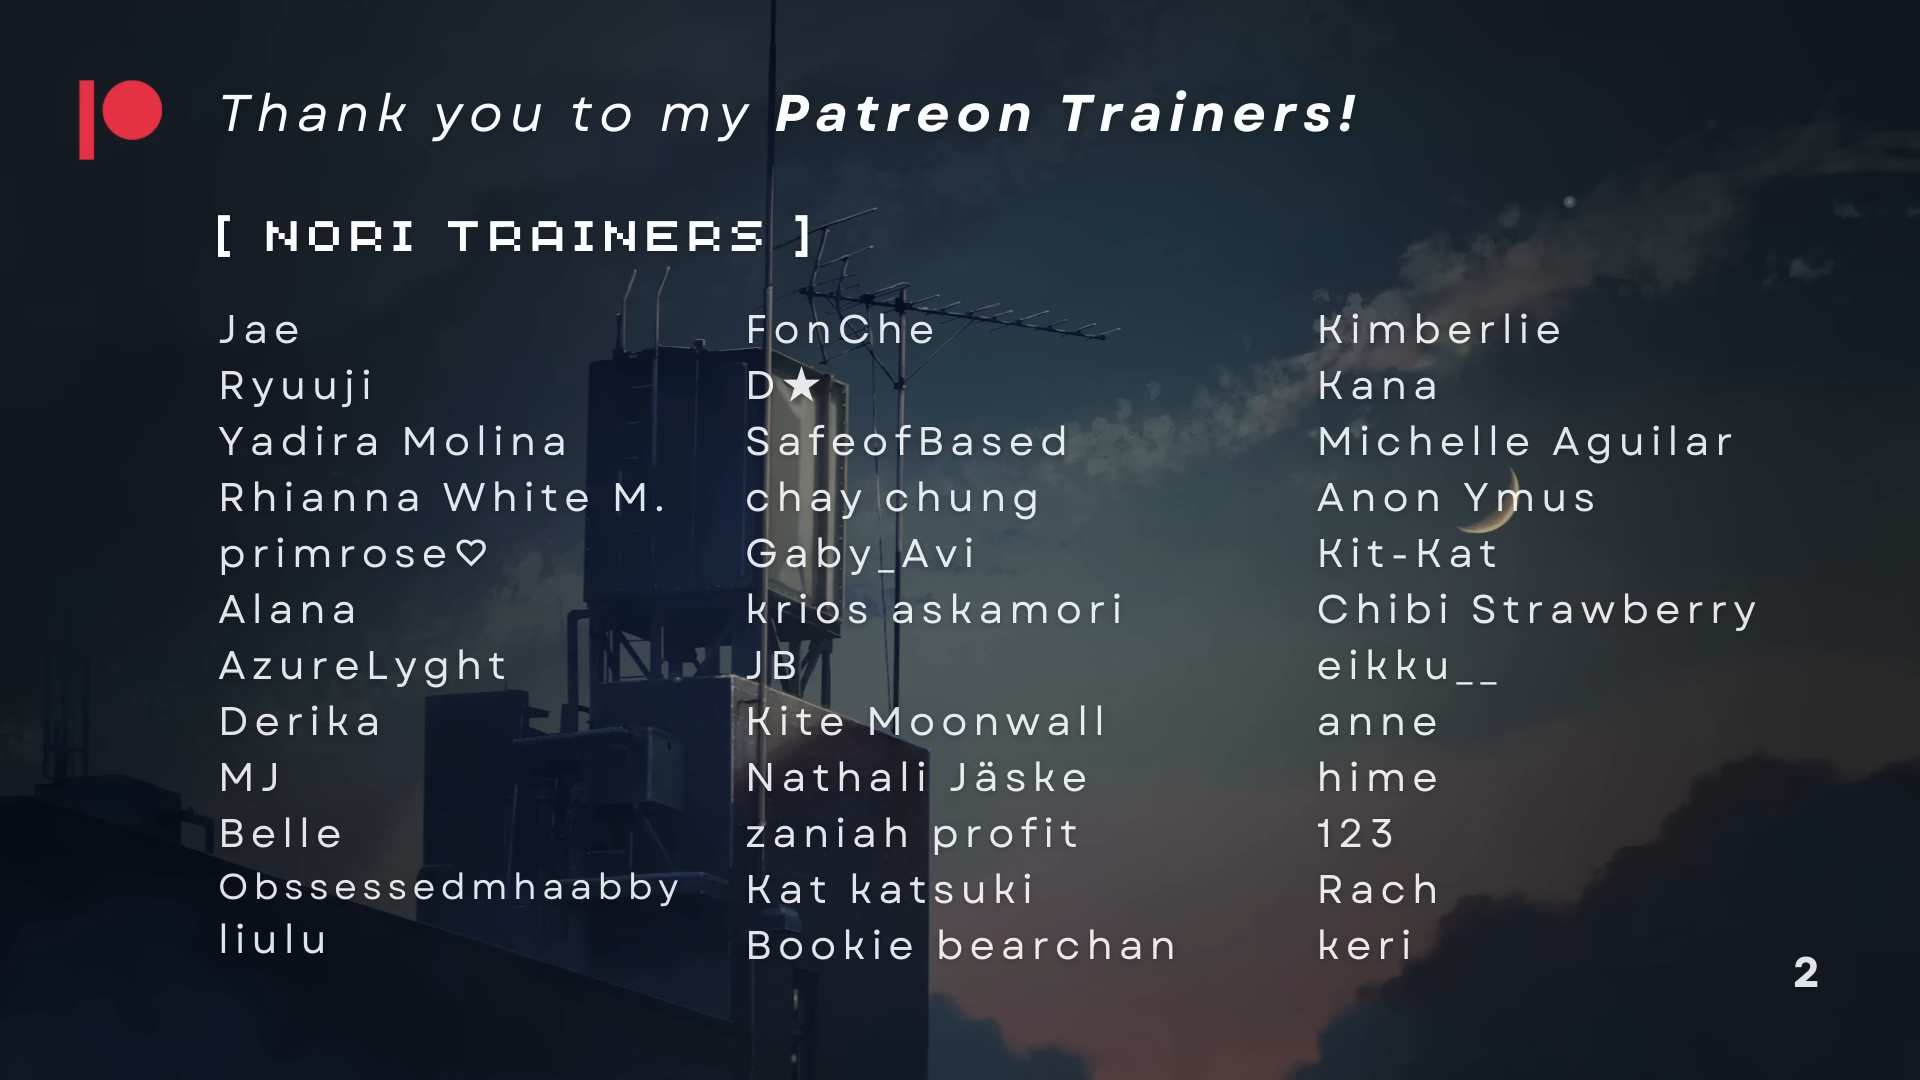 Thank you to my Patreon Trainers!
[ NORI TRAINERS ]
Jae
Ryuuji
Yadira Molina
Rhianna White M.
primrose♡
Alana
AzureLyght
Derika
MJ
Belle
Obssessedmhaabby
liulu
FonChe
D★
SafeofBased
chay chung
Gaby_Avi
krios askamori
JB
Kite Moonwall
Nathali Jäske
zaniah profit
Kat katsuki
Bookie bearchan
Kimberlie
Kana
Michelle Aguilar
Anon Ymus
Kit-Kat
Chibi Strawberry
eikku__
anne
hime
123
Rach
keri
2